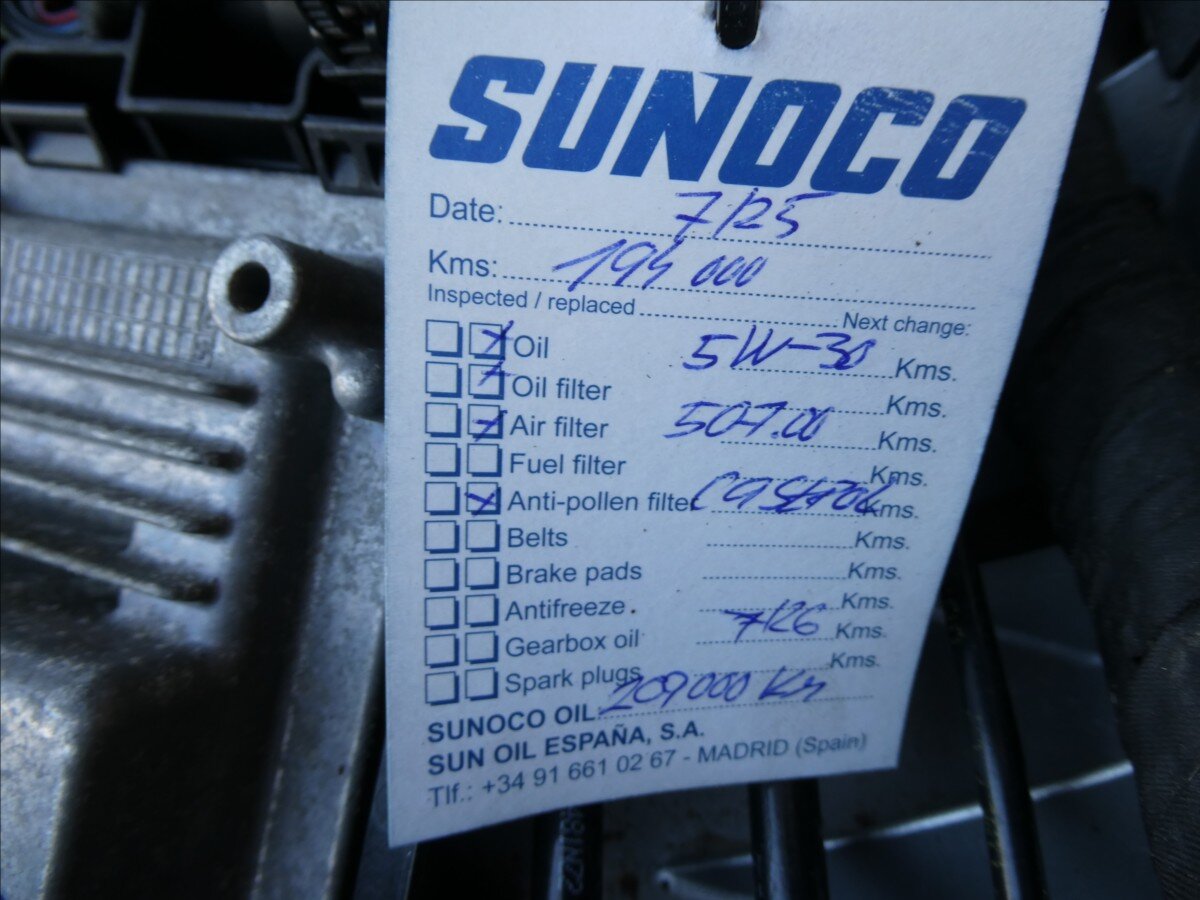 SUNOCO
Date: 7/25
Kms: 194 000
Inspected / replaced Next change:
Oil 5W-30 Kms.
Oil filter Kms.
Air filter 507.00 Kms.
Fuel filter Kms.
Anti-pollen filter CASTROL Kms.
Belts Kms.
Brake pads Kms.
Antifreeze Kms.
Gearbox oil 7/26 Kms.
Spark plugs Kms.
SUNOCO OIL 209000 Km
SUN OIL ESPAÑA, S.A.
Tlf.: +34 91 661 02 67 - MADRID (Spain)